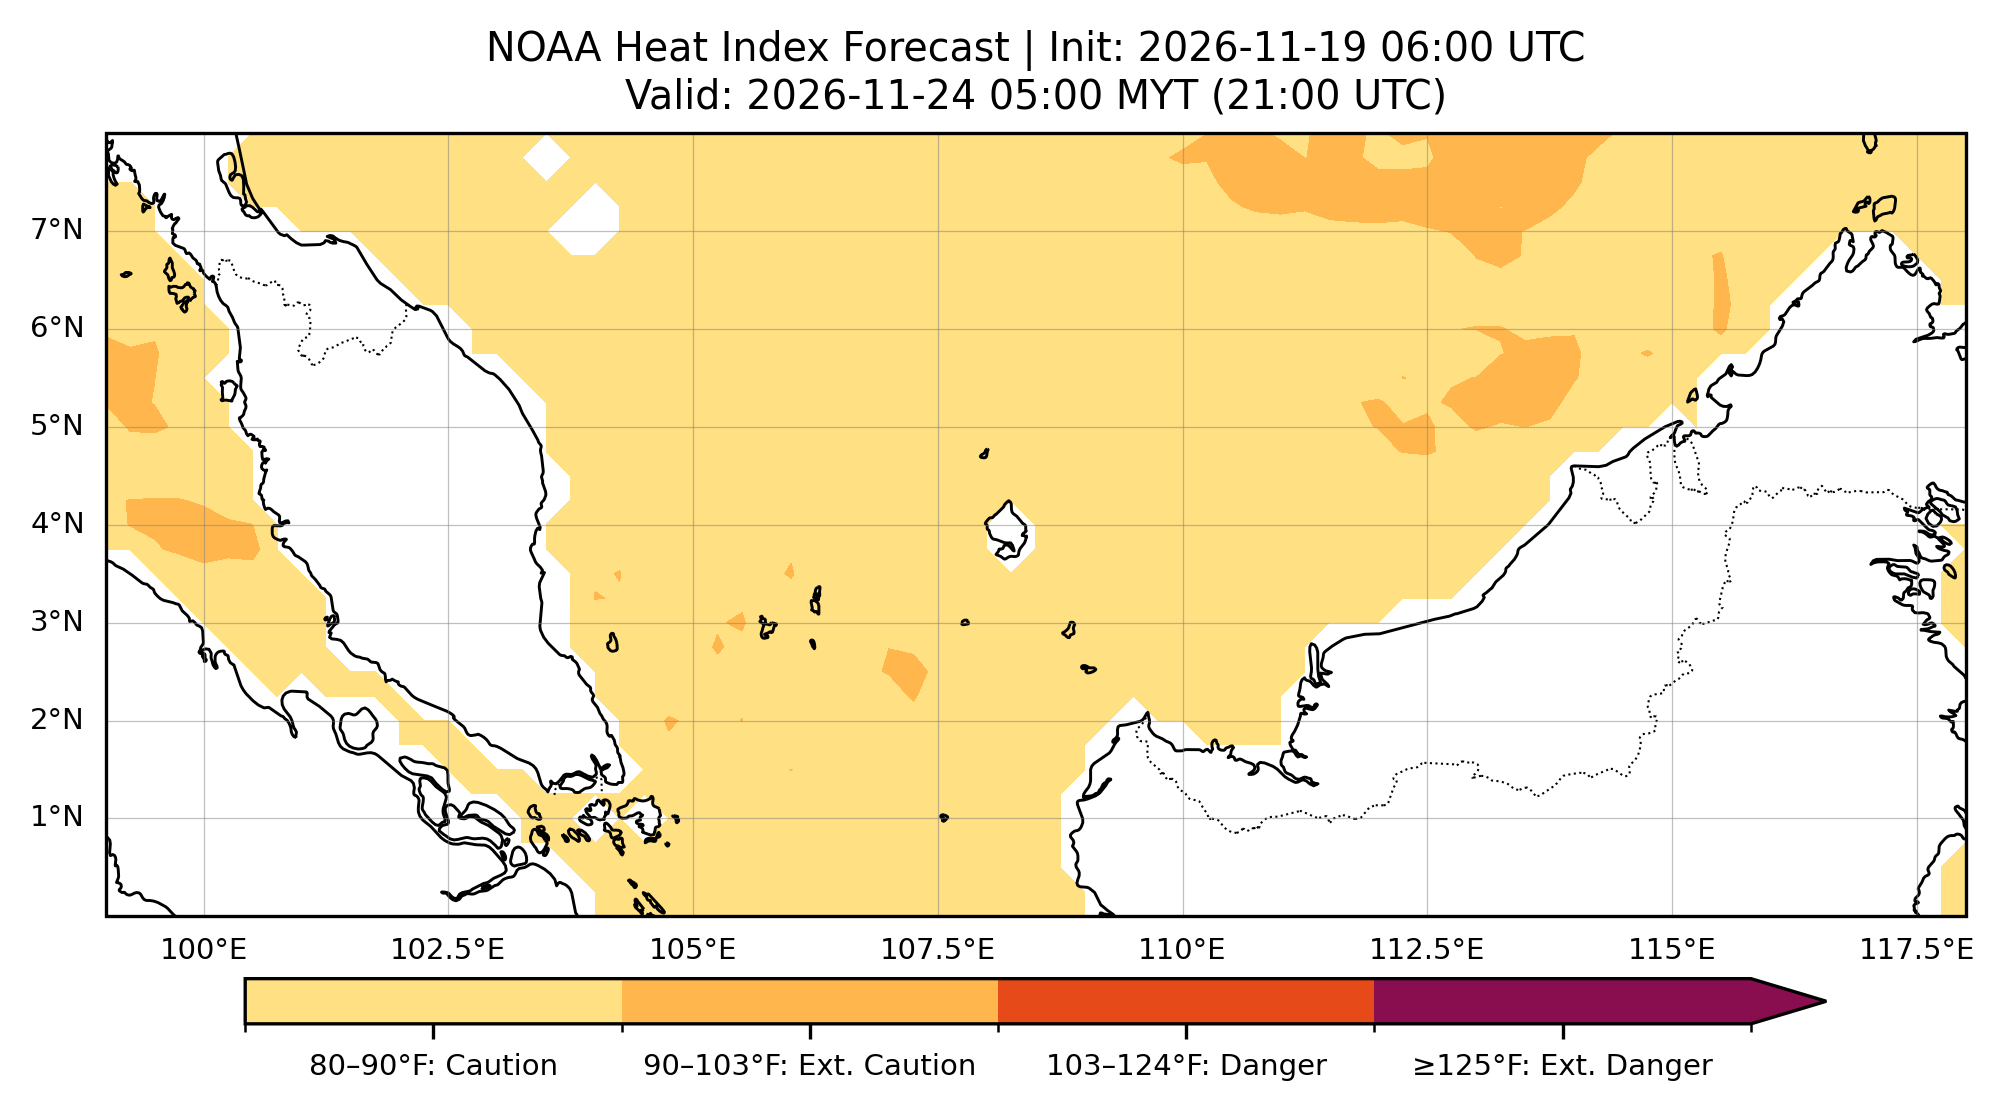 NOAA Heat Index Forecast | Init: 2026-11-19 06:00 UTC
Valid: 2026-11-24 05:00 MYT (21:00 UTC)
7°N
6°N
5°N
4°N
3°N
2°N
1°N
100°E 102.5°E 105°E 107.5°E 110°E 112.5°E 115°E 117.5°E
80–90°F: Caution 90–103°F: Ext. Caution 103–124°F: Danger ≥125°F: Ext. Danger